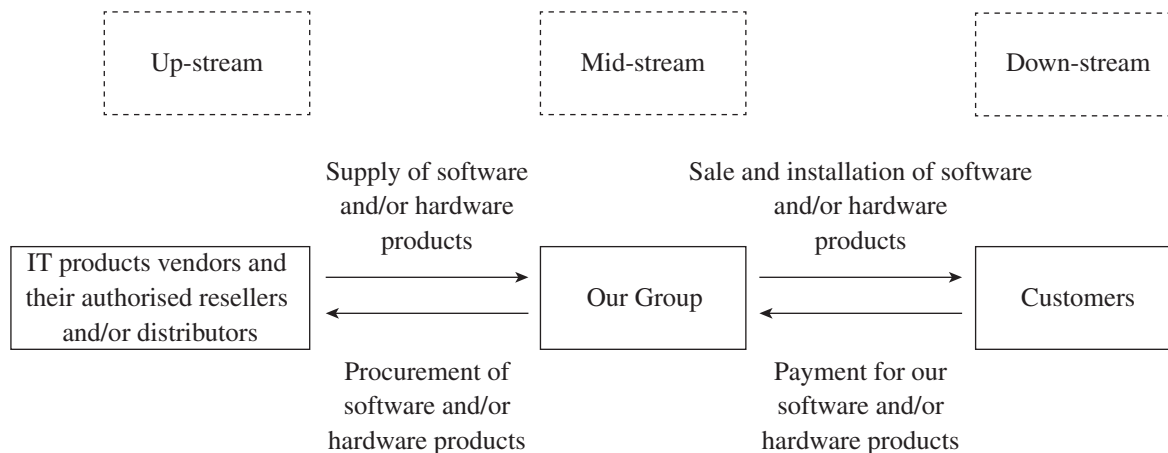 Up-stream
Mid-stream
Down-stream
Supply of software
and/or hardware
products
Sale and installation of software
and/or hardware
products
IT products vendors and
their authorised resellers
and/or distributors
Our Group
Customers
Procurement of
software and/or
hardware products
Payment for our
software and/or
hardware products